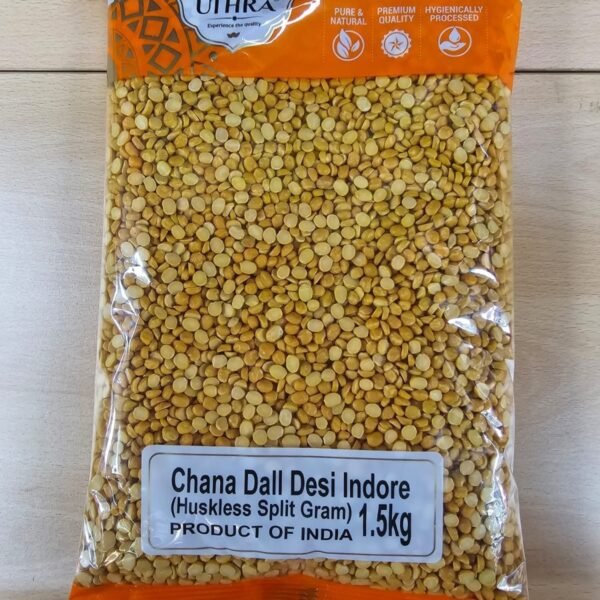 UTHRA
Experience the quality
PURE &
NATURAL
PREMIUM
QUALITY
HYGIENICALLY
PROCESSED
Chana Dall Desi Indore
(Huskless Split Gram) 1.5kg
PRODUCT OF INDIA